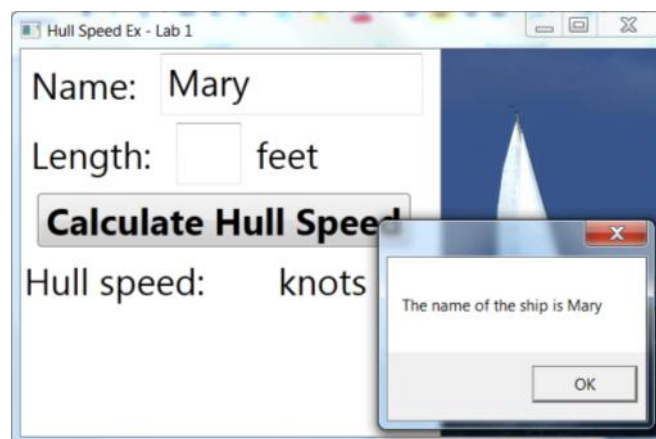 Hull Speed Ex - Lab 1
Name: Mary
Length: feet
Calculate Hull Speed
Hull speed: knots
The name of the ship is Mary
OK